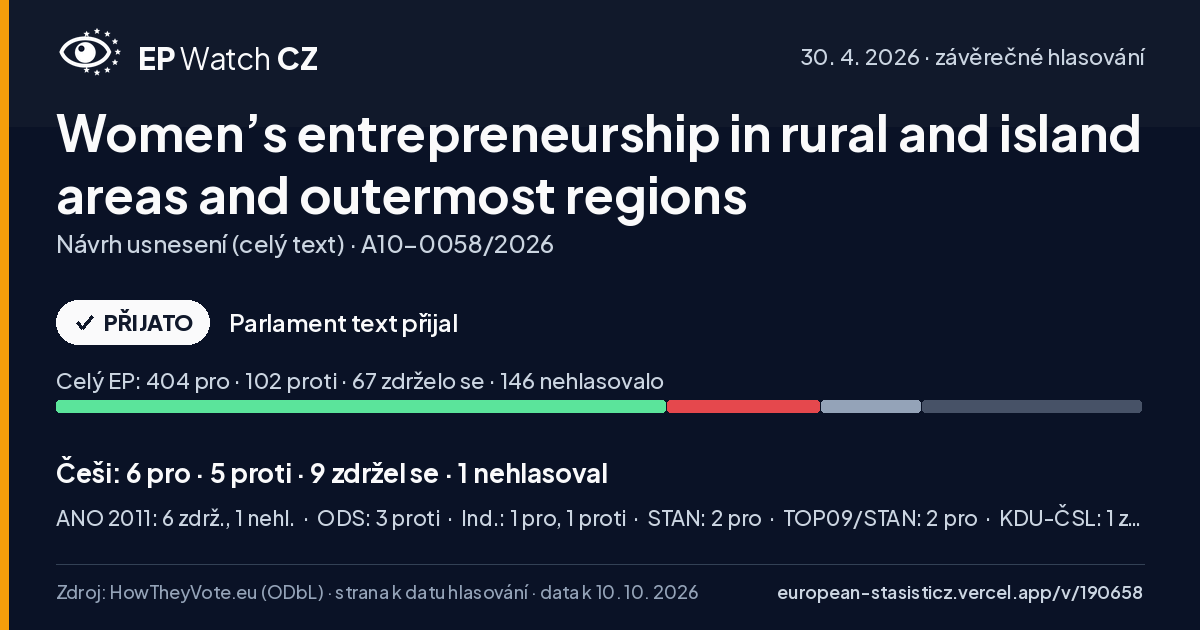 EP Watch CZ
30. 4. 2026 · závěrečné hlasování
Women’s entrepreneurship in rural and island
areas and outermost regions
Návrh usnesení (celý text) · A10–0058/2026
✓ PŘIJATO Parlament text přijal
Celý EP: 404 pro · 102 proti · 67 zdrželo se · 146 nehlasovalo
Češi: 6 pro · 5 proti · 9 zdržel se · 1 nehlasoval
ANO 2011: 6 zdrž., 1 nehl. · ODS: 3 proti · Ind.: 1 pro, 1 proti · STAN: 2 pro · TOP09/STAN: 2 pro · KDU-ČSL: 1 z…
Zdroj: HowTheyVote.eu (ODbL) · strana k datu hlasování · data k 10. 10. 2026
european-stasisticz.vercel.app/v/190658